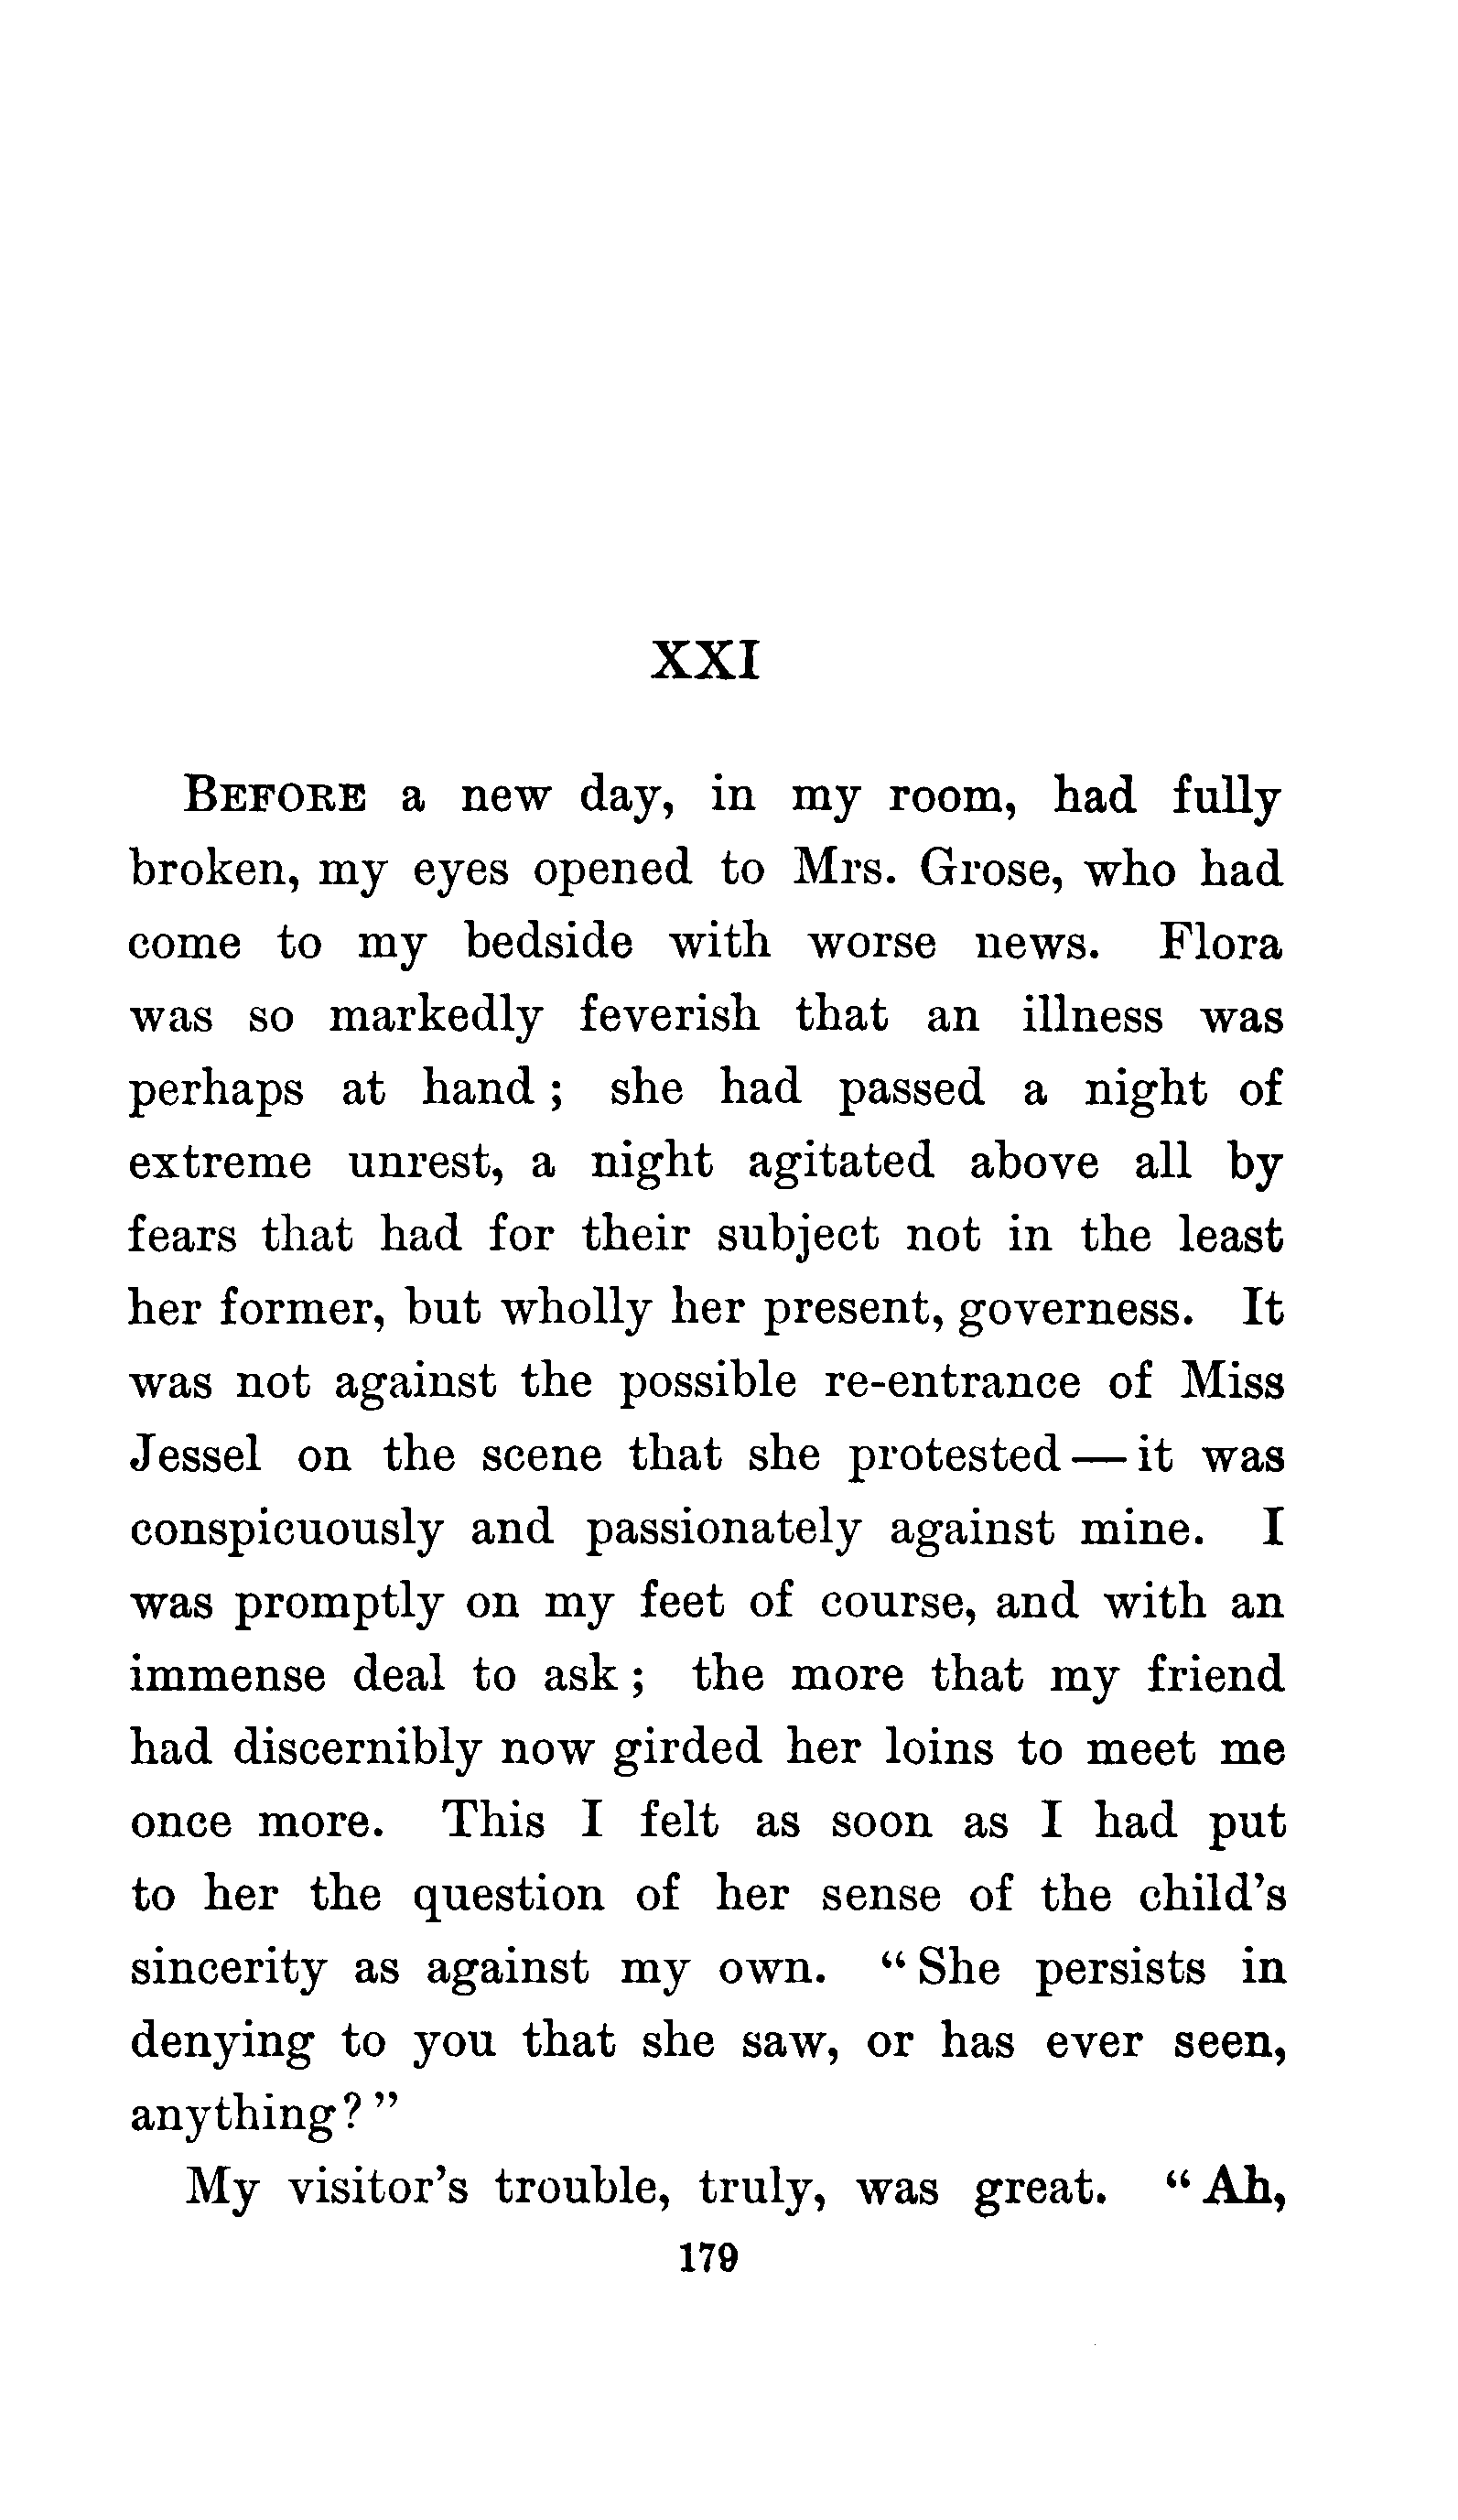 XXI
BEFORE a new day, in my room, had fully
broken, my eyes opened to Mrs. Grose, who had
come to my bedside with worse news. Flora
was so markedly feverish that an illness was
perhaps at hand; she had passed a night of
extreme unrest, a night agitated above all by
fears that had for their subject not in the least
her former, but wholly her present, governess. It
was not against the possible re-entrance of Miss
Jessel on the scene that she protested—it was
conspicuously and passionately against mine. I
was promptly on my feet of course, and with an
immense deal to ask; the more that my friend
had discernibly now girded her loins to meet me
once more. This I felt as soon as I had put
to her the question of her sense of the child's
sincerity as against my own. “She persists in
denying to you that she saw, or has ever seen,
anything?”
My visitor's trouble, truly, was great. “Ah,
179